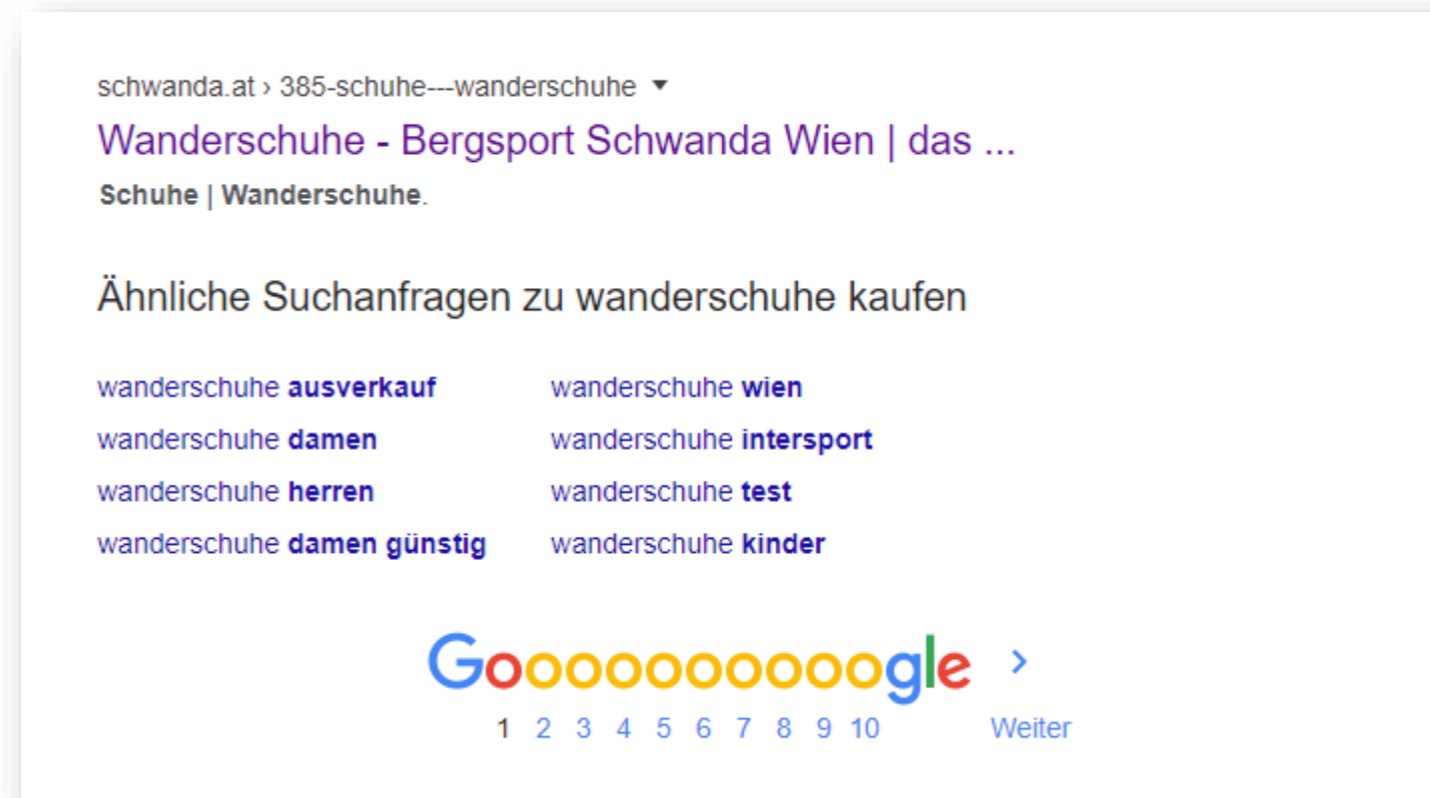 schwanda.at › 385-schuhe---wanderschuhe
Wanderschuhe - Bergsport Schwanda Wien | das ...
Schuhe | Wanderschuhe.
Ähnliche Suchanfragen zu wanderschuhe kaufen
wanderschuhe ausverkauf
wanderschuhe damen
wanderschuhe herren
wanderschuhe damen günstig
wanderschuhe wien
wanderschuhe intersport
wanderschuhe test
wanderschuhe kinder
Goooooooooogle >
1 2 3 4 5 6 7 8 9 10 Weiter